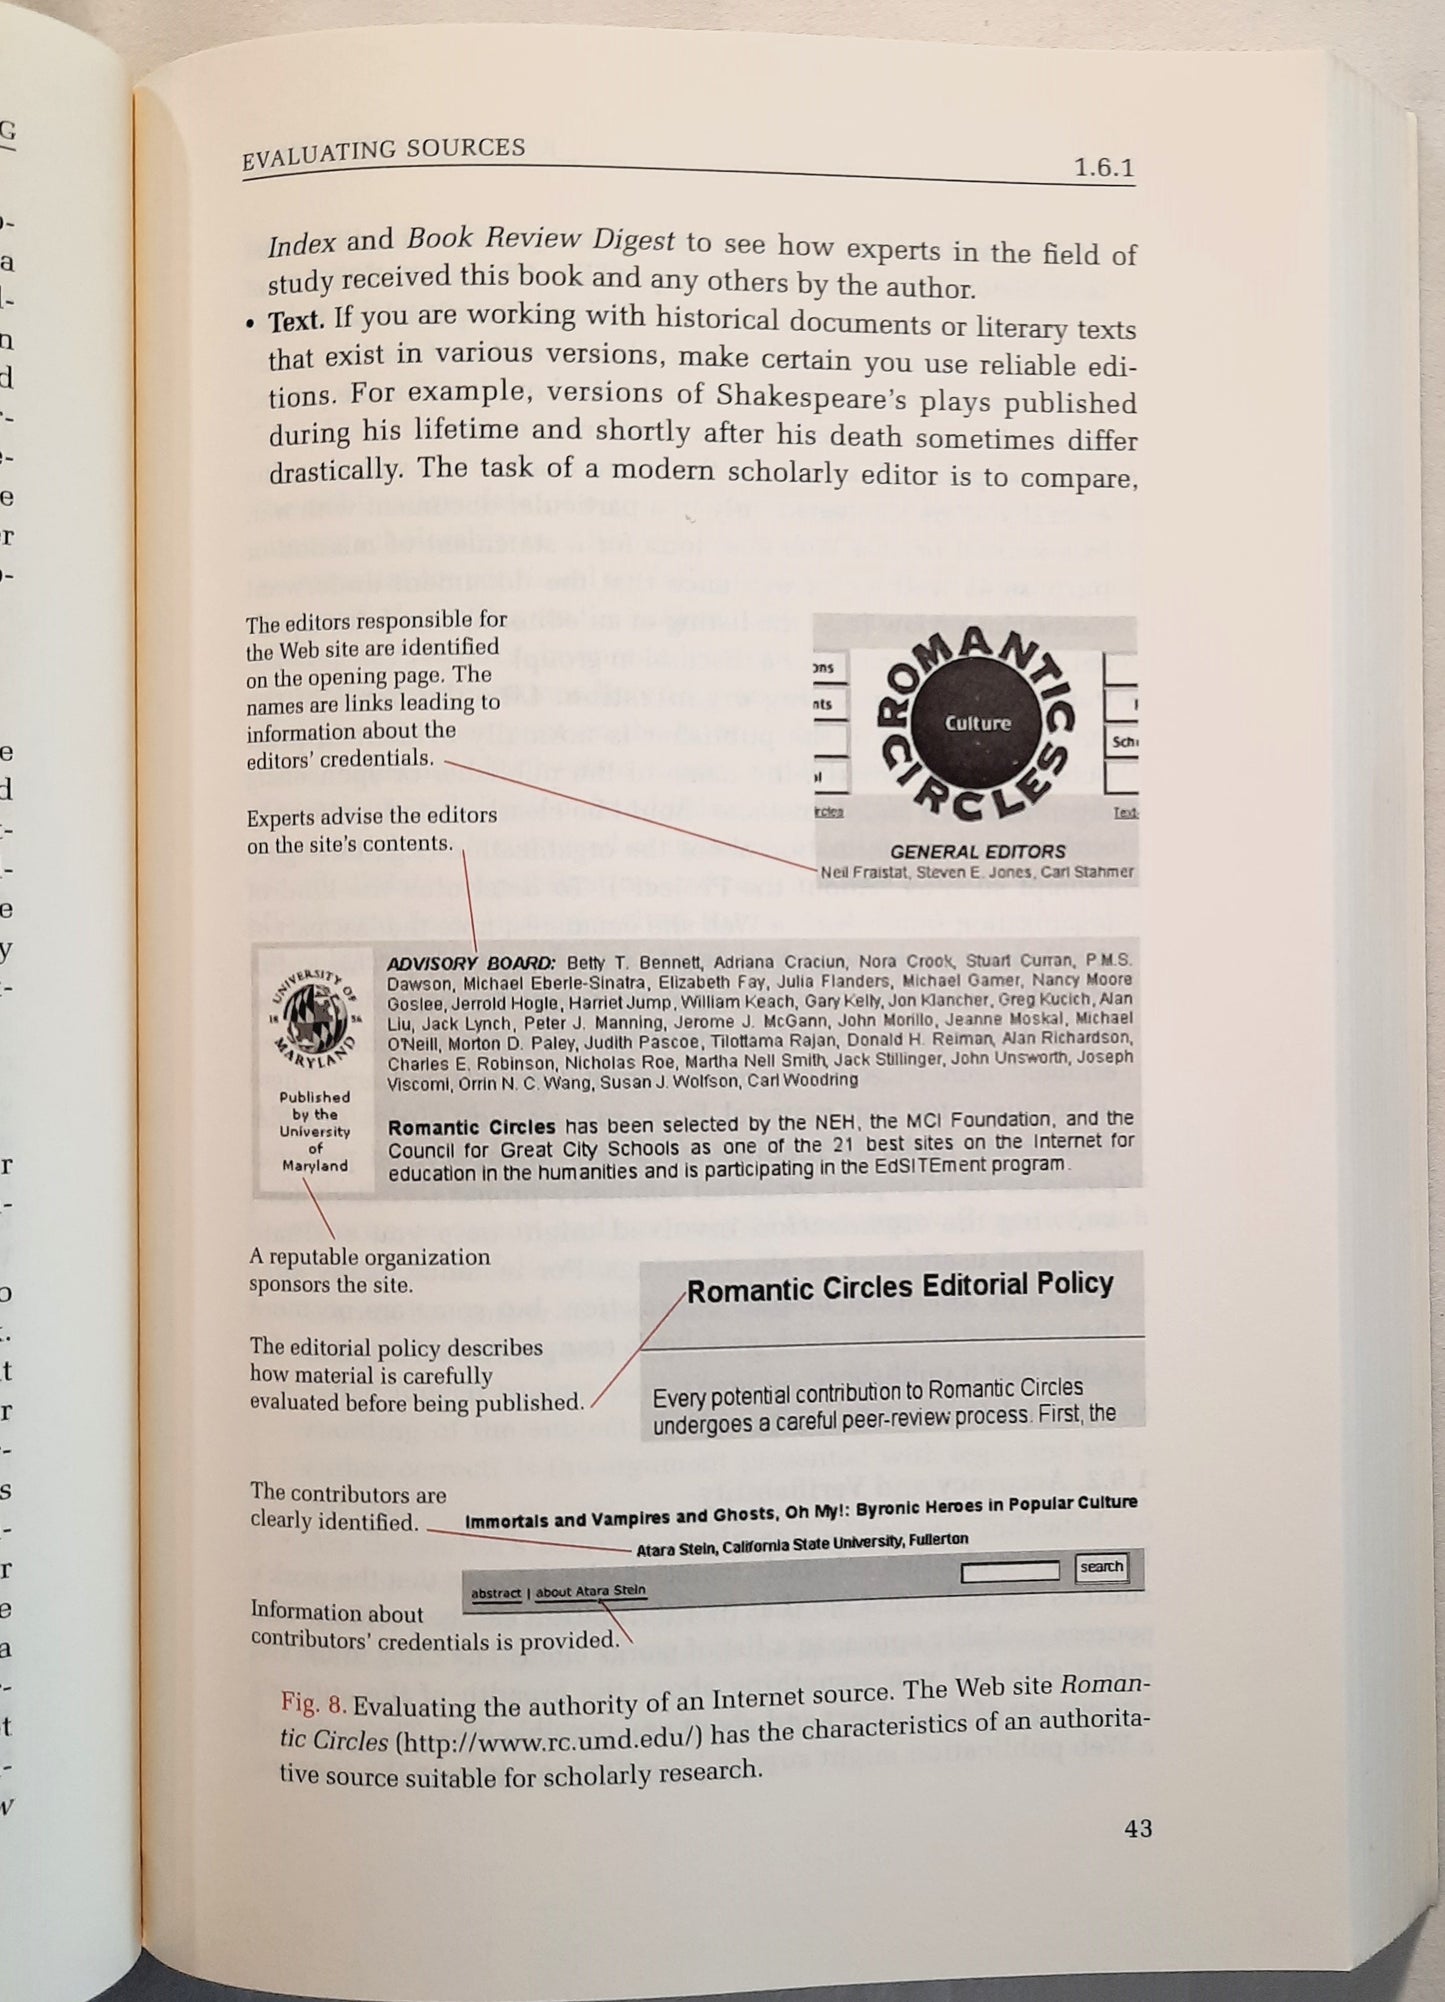 EVALUATING SOURCES
1.6.1
Index and Book Review Digest to see how experts in the field of
study received this book and any others by the author.
• Text. If you are working with historical documents or literary texts
that exist in various versions, make certain you use reliable edi-
tions. For example, versions of Shakespeare's plays published
during his lifetime and shortly after his death sometimes differ
drastically. The task of a modern scholarly editor is to compare,
The editors responsible for
the Web site are identified
on the opening page. The
names are links leading to
information about the
editors' credentials.
Experts advise the editors
on the site's contents.
ROMANTIC
Culture
CIRCLES
GENERAL EDITORS
Neil Fraistat, Steven E. Jones, Carl Stahmer
UNIVERSITY OF
18 56
MARYLAND
Published
by the
University
of
Maryland
ADVISORY BOARD: Betty T. Bennett, Adriana Craciun, Nora Crook, Stuart Curran, P.M.S.
Dawson, Michael Eberle-Sinatra, Elizabeth Fay, Julia Flanders, Michael Gamer, Nancy Moore
Goslee, Jerrold Hogle, Harriet Jump, William Keach, Gary Kelly, Jon Klancher, Greg Kucich, Alan
Liu, Jack Lynch, Peter J. Manning, Jerome J. McGann, John Morillo, Jeanne Moskal, Michael
O'Neill, Morton D. Paley, Judith Pascoe, Tilottama Rajan, Donald H. Reiman, Alan Richardson,
Charles E. Robinson, Nicholas Roe, Martha Nell Smith, Jack Stillinger, John Unsworth, Joseph
Viscomi, Orrin N. C. Wang, Susan J. Wolfson, Carl Woodring
Romantic Circles has been selected by the NEH, the MCI Foundation, and the
Council for Great City Schools as one of the 21 best sites on the Internet for
education in the humanities and is participating in the EdSITEment program.
A reputable organization
sponsors the site.
The editorial policy describes
how material is carefully
evaluated before being published.
Romantic Circles Editorial Policy
Every potential contribution to Romantic Circles
undergoes a careful peer-review process. First, the
The contributors are
clearly identified.
Immortals and Vampires and Ghosts, Oh My!: Byronic Heroes in Popular Culture
Atara Stein, California State University, Fullerton
abstract | about Atara Stein
search
Information about
contributors' credentials is provided.
Fig. 8. Evaluating the authority of an Internet source. The Web site Roman-
tic Circles (http://www.rc.umd.edu/) has the characteristics of an authorita-
tive source suitable for scholarly research.
43